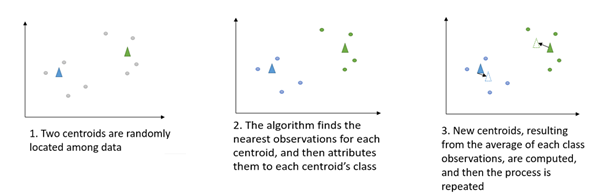 1. Two centroids are randomly
located among data
2. The algorithm finds the
nearest observations for each
centroid, and then attributes
them to each centroid's class
3. New centroids, resulting
from the average of each class
observations, are computed,
and then the process is
repeated